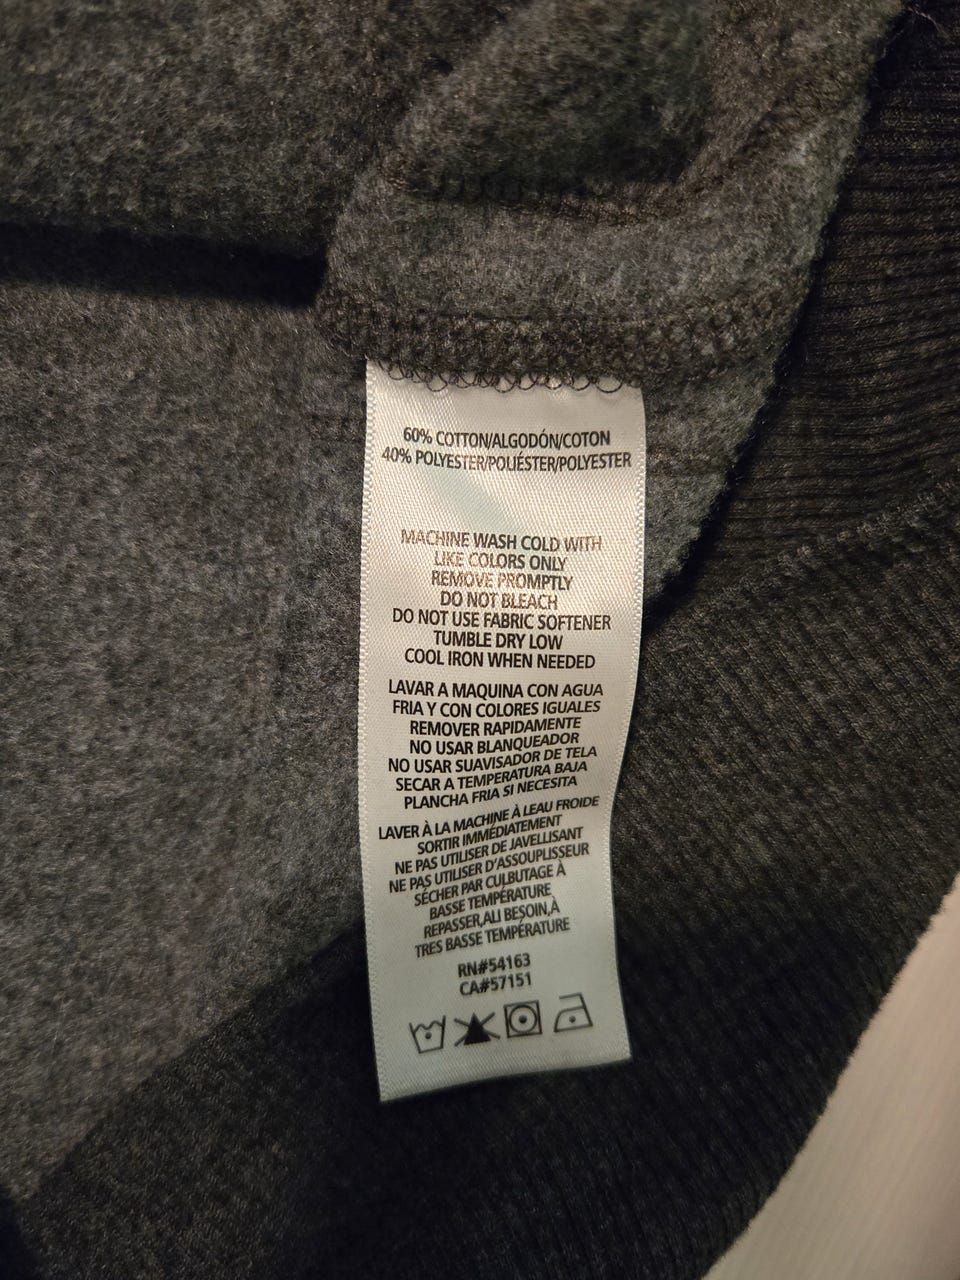 60% COTTON/ALGODÓN/COTON
40% POLYESTER/POLIÉSTER/POLYESTER
MACHINE WASH COLD WITH
LIKE COLORS ONLY
REMOVE PROMPTLY
DO NOT BLEACH
DO NOT USE FABRIC SOFTENER
TUMBLE DRY LOW
COOL IRON WHEN NEEDED
LAVAR A MAQUINA CON AGUA
FRIA Y CON COLORES IGUALES
REMOVER RAPIDAMENTE
NO USAR BLANQUEADOR
NO USAR SUAVISADOR DE TELA
SECAR A TEMPERATURA BAJA
PLANCHA FRIA SI NECESITA
LAVER À LA MACHINE À LEAU FROIDE
SORTIR IMMÉDIATEMENT
NE PAS UTILISER DE JAVELLISANT
NE PAS UTILISER D'ASSOUPLISSEUR
SÉCHER PAR CULBUTAGE À
BASSE TEMPÉRATURE
REPASSER,ALI BESOIN,À
TRES BASSE TEMPÉRATURE
RN#54163
CA#57151